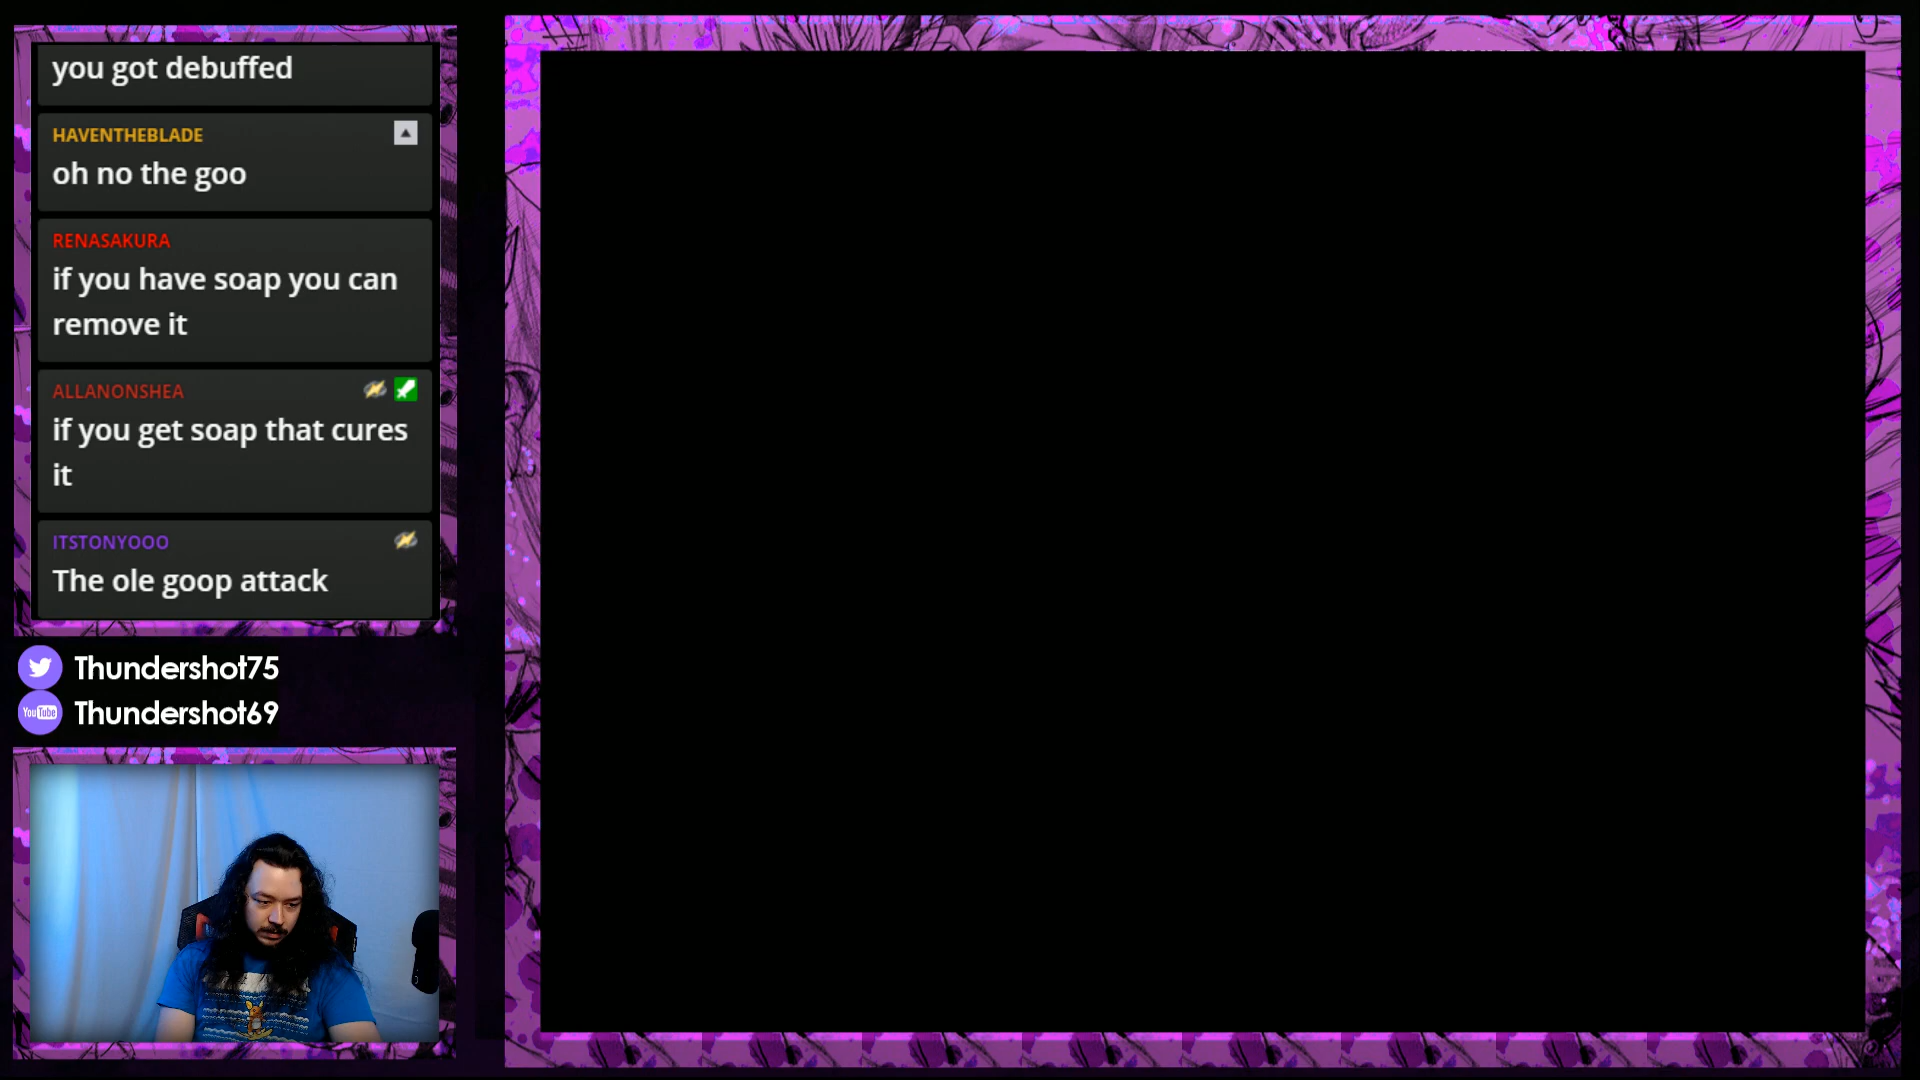 you got debuffed
HAVENTHEBLADE
oh no the goo
RENASAKURA
if you have soap you can
remove it
ALLANONSHEA
if you get soap that cures
it
ITSTONYOOO
The ole goop attack
Thundershot75
YouTube
Thundershot69